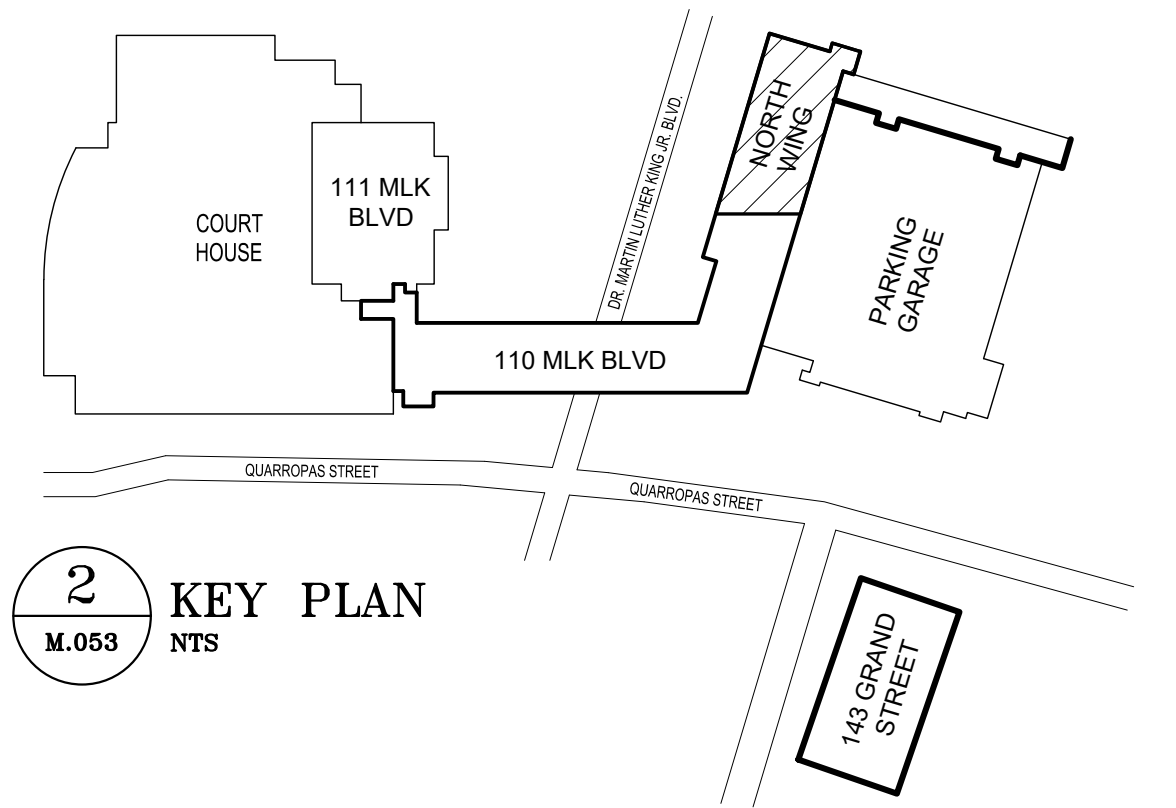 COURT
HOUSE
111 MLK
BLVD
DR. MARTIN LUTHER KING JR. BLVD.
NORTH
WING
PARKING
GARAGE
110 MLK BLVD
QUARROPAS STREET
QUARROPAS STREET
2
M.053
KEY PLAN
NTS
143 GRAND
STREET